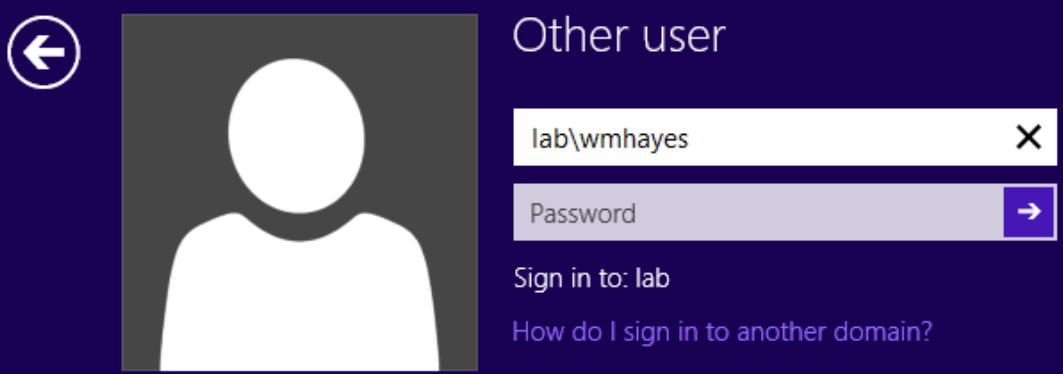 Other user
lab\wmhayes
Password
Sign in to: lab
How do I sign in to another domain?